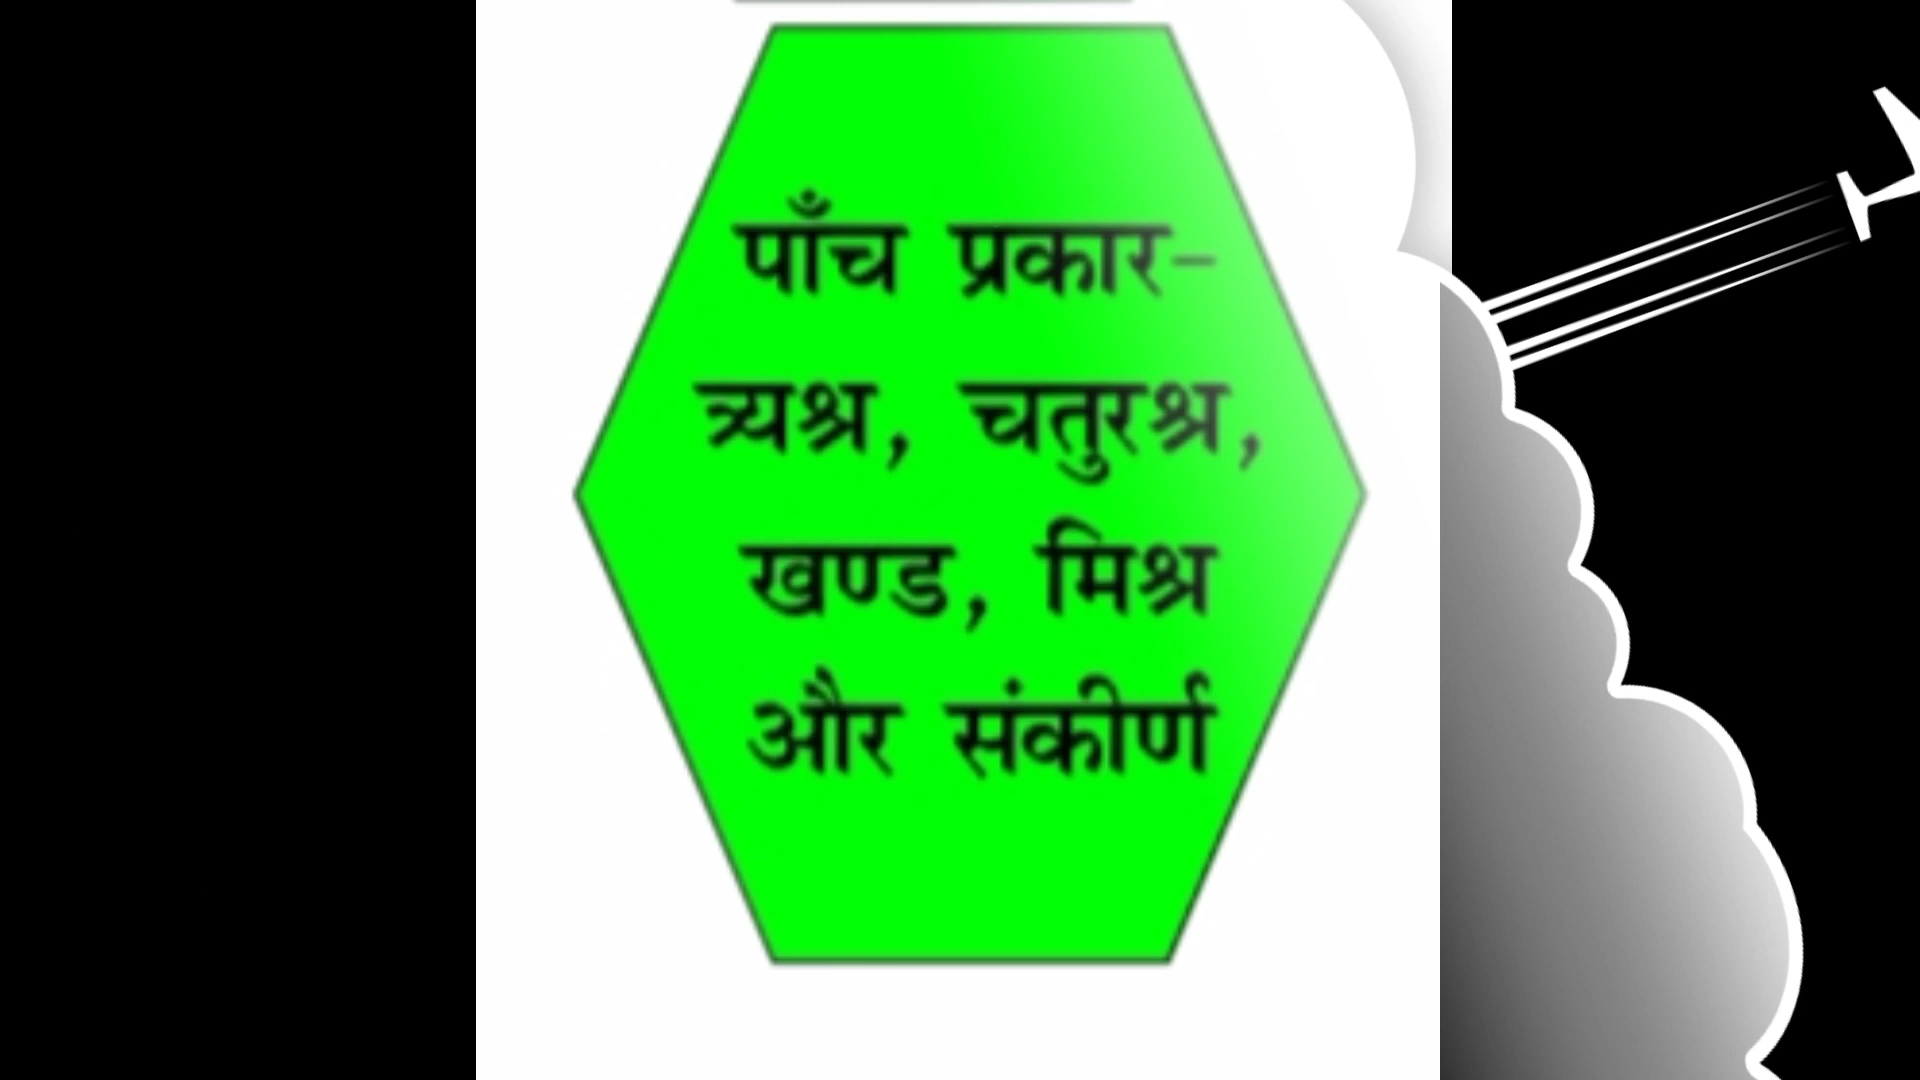 पाँच प्रकार-
त्र्यश्र, चतुरश्र,
खण्ड, मिश्र
और संकीर्ण